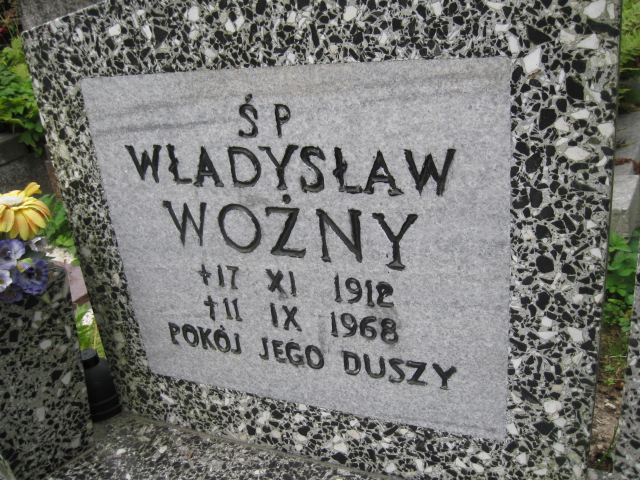 ŚP
WŁADYSŁAW
WOŹNY
+17 XI 1912
+11 IX 1968
POKÓJ JEGO DUSZY